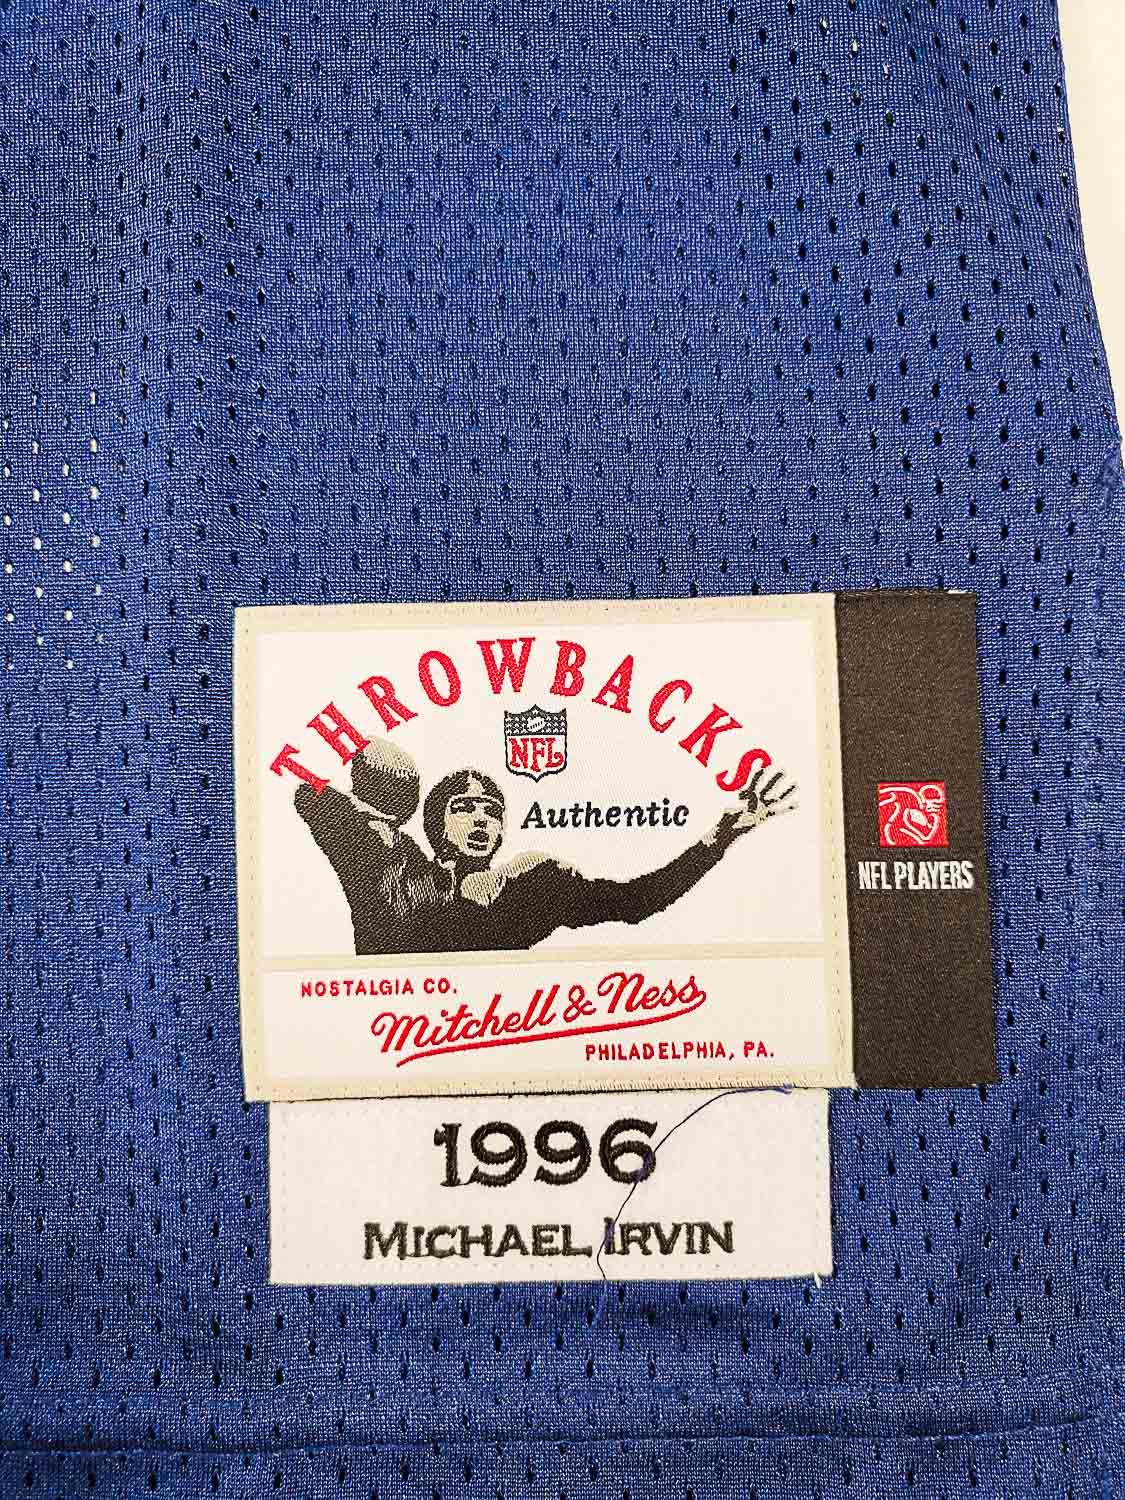 THROWBACKS
NFL
Authentic
NFL PLAYERS
NOSTALGIA CO.
Mitchell & Ness
PHILADELPHIA, PA.
1996
MICHAEL IRVIN